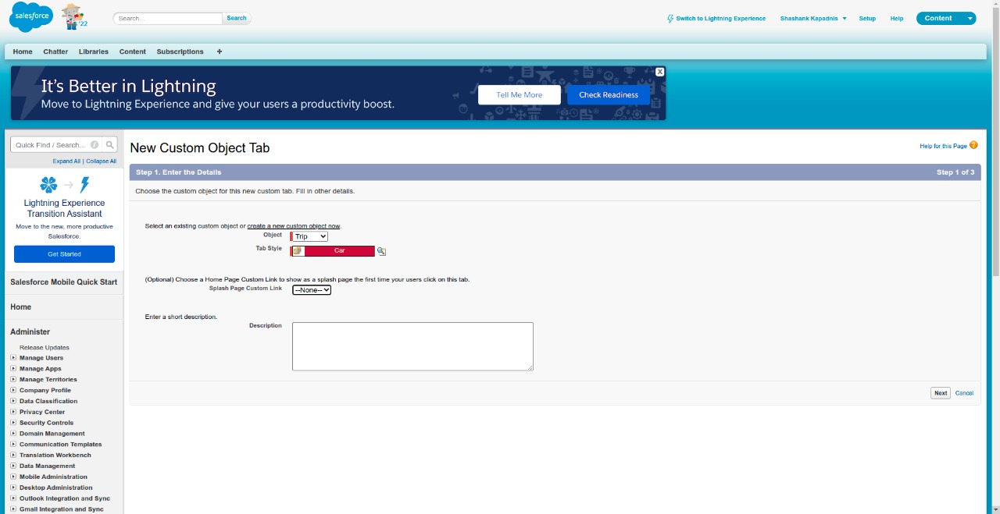 salesforce
'22
Search...
Search
Switch to Lightning Experience
Shashank Kapadnis
Setup
Help
Content
Home
Chatter
Libraries
Content
Subscriptions
+
It's Better in Lightning
Move to Lightning Experience and give your users a productivity boost.
Tell Me More
Check Readiness
X
Quick Find / Search...
Expand All | Collapse All
Lightning Experience
Transition Assistant
Move to the new, more productive
Salesforce.
Get Started
Salesforce Mobile Quick Start
Home
Administer
Release Updates
Manage Users
Manage Apps
Manage Territories
Company Profile
Data Classification
Privacy Center
Security Controls
Domain Management
Communication Templates
Translation Workbench
Data Management
Mobile Administration
Desktop Administration
Outlook Integration and Sync
Gmail Integration and Sync
New Custom Object Tab
Help for this Page ?
Step 1. Enter the Details
Step 1 of 3
Choose the custom object for this new custom tab. Fill in other details.
Select an existing custom object or create a new custom object now.
Object
Trip
Tab Style
Car
(Optional) Choose a Home Page Custom Link to show as a splash page the first time your users click on this tab.
Splash Page Custom Link
--None--
Enter a short description.
Description
Next
Cancel